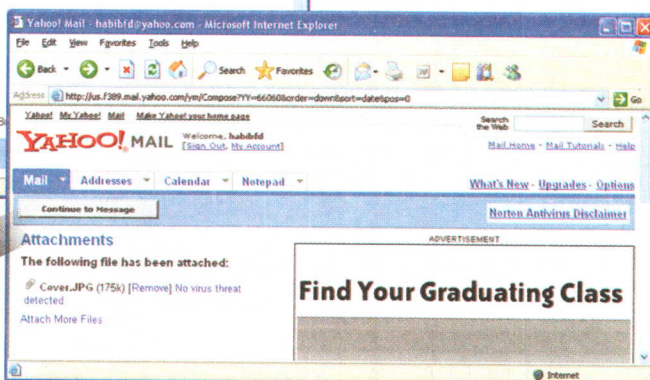 Yahoo! Mail - habibfd@yahoo.com - Microsoft Internet Explorer
File Edit View Favorites Tools Help
Back Search Favorites
Address http://us.f389.mail.yahoo.com/ym/Compose?YY=66060&order=down&sort=date&pos=0 Go
Yahoo! My Yahoo! Mail Make Yahoo! your home page
Search the Web Search
YAHOO! MAIL Welcome, habibfd
[Sign Out, My Account] Mail Home - Mail Tutorials - Help
Mail Addresses Calendar Notepad What's New - Upgrades - Options
Continue to Message Norton Antivirus Disclaimer
Attachments
The following file has been attached:
Cover.JPG (175k) [Remove] No virus threat
detected
Attach More Files
ADVERTISEMENT
Find Your Graduating Class
Internet